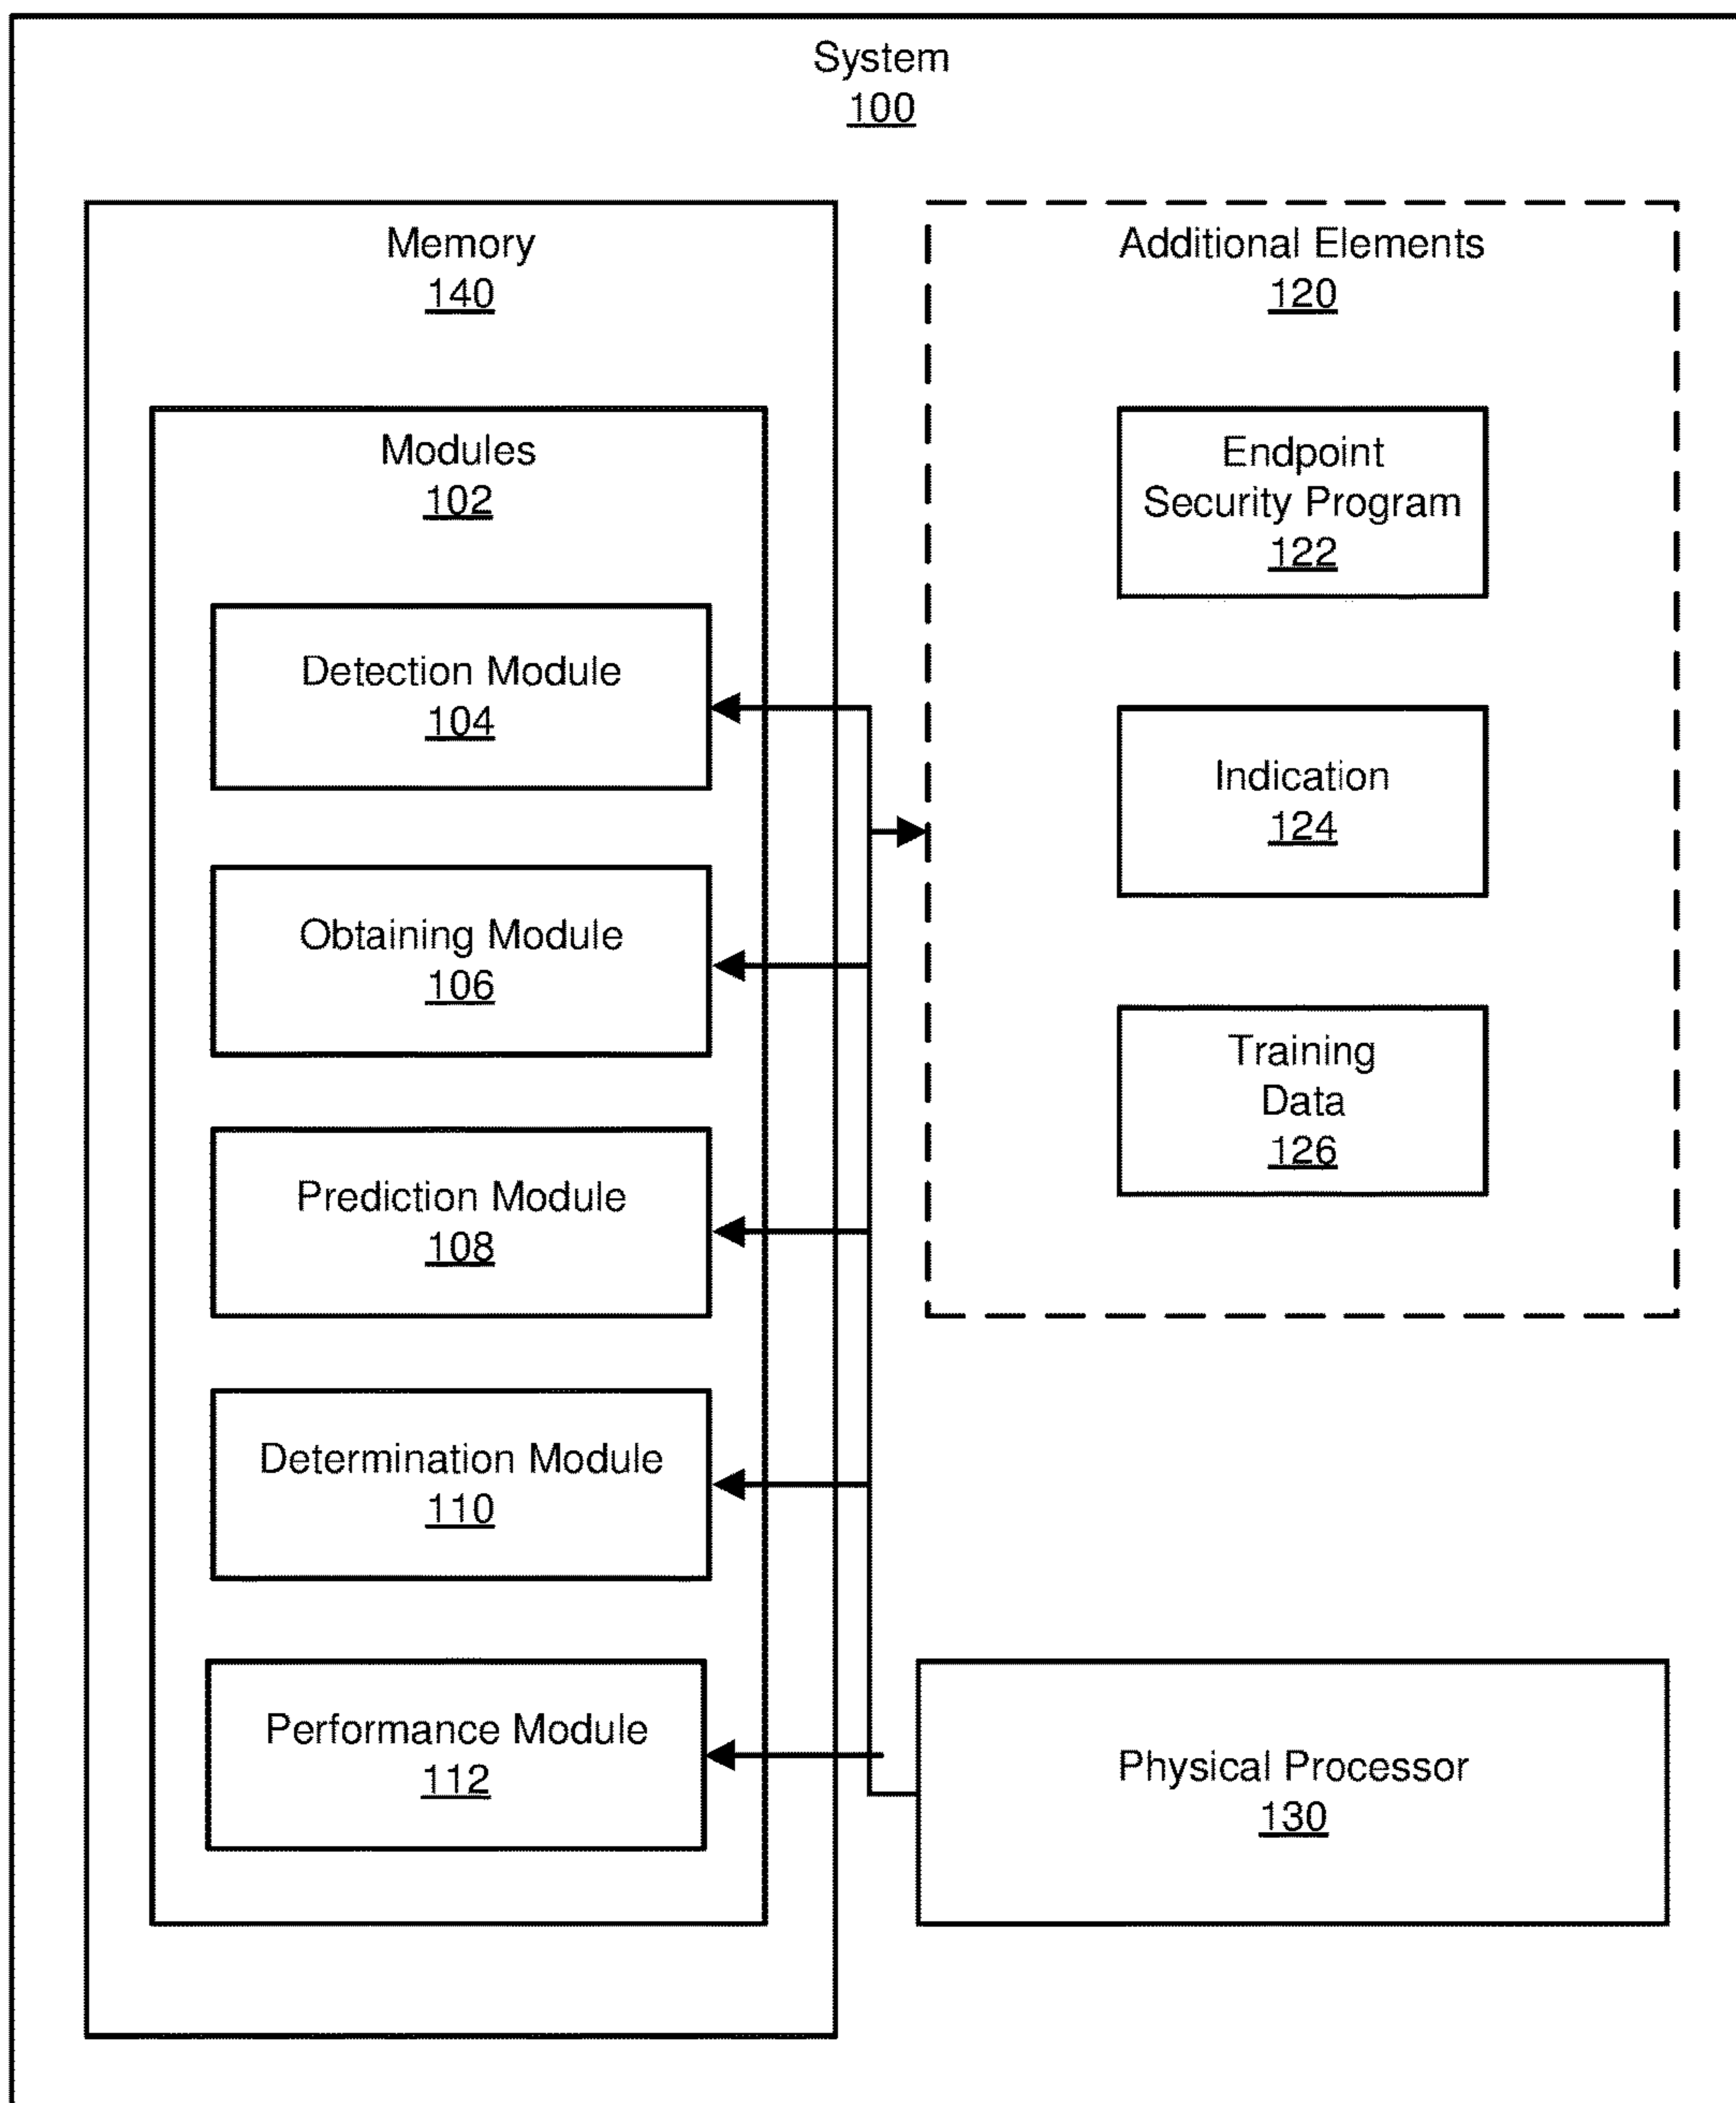 System
100
Memory
140
Modules
102
Detection Module
104
Obtaining Module
106
Prediction Module
108
Determination Module
110
Performance Module
112
Additional Elements
120
Endpoint
Security Program
122
Indication
124
Training
Data
126
Physical Processor
130